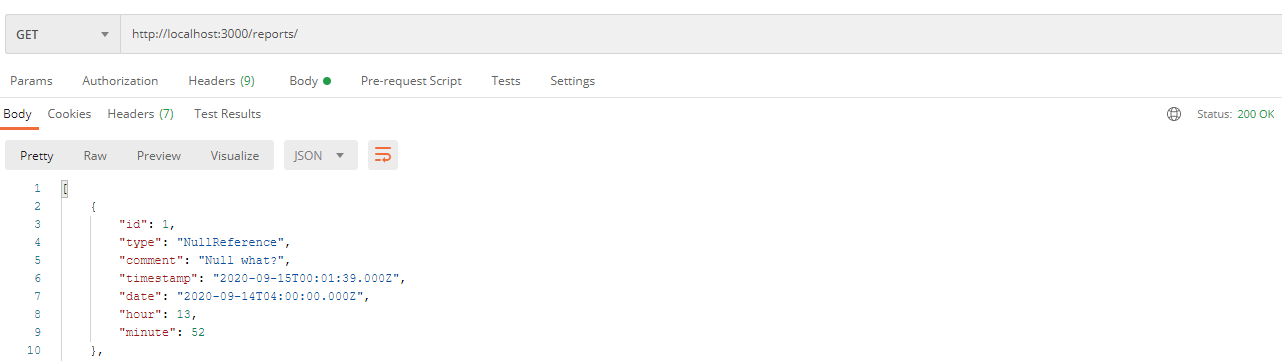 GET http://localhost:3000/reports/
Params Authorization Headers (9) Body Pre-request Script Tests Settings
Body Cookies Headers (7) Test Results Status: 200 OK
Pretty Raw Preview Visualize JSON
1 [
2 {
3 "id": 1,
4 "type": "NullReference",
5 "comment": "Null what?",
6 "timestamp": "2020-09-15T00:01:39.000Z",
7 "date": "2020-09-14T04:00:00.000Z",
8 "hour": 13,
9 "minute": 52
10 },